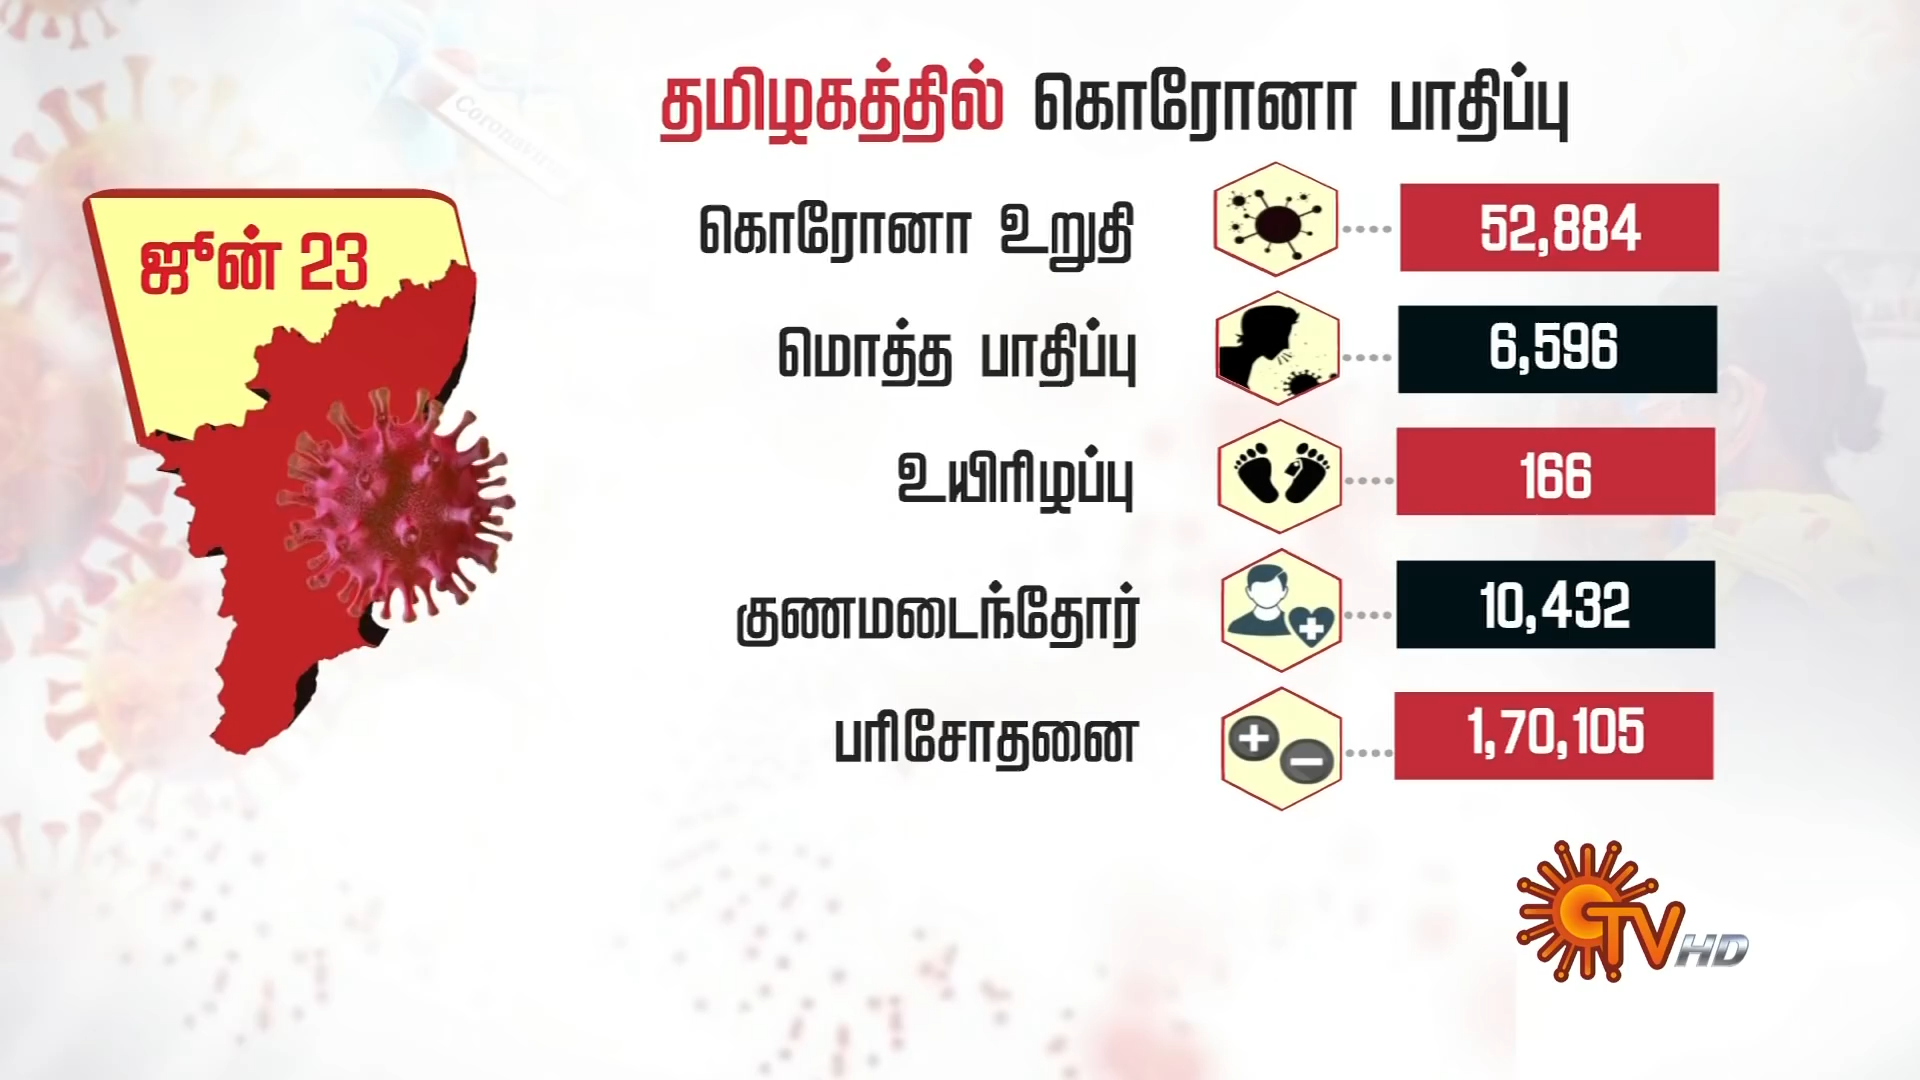 தமிழகத்தில் கொரோனா பாதிப்பு
ஜூன் 23
கொரோனா உறுதி 52,884
மொத்த பாதிப்பு 6,596
உயிரிழப்பு 166
குணமடைந்தோர் 10,432
பரிசோதனை 1,70,105
Coronavirus
TV HD